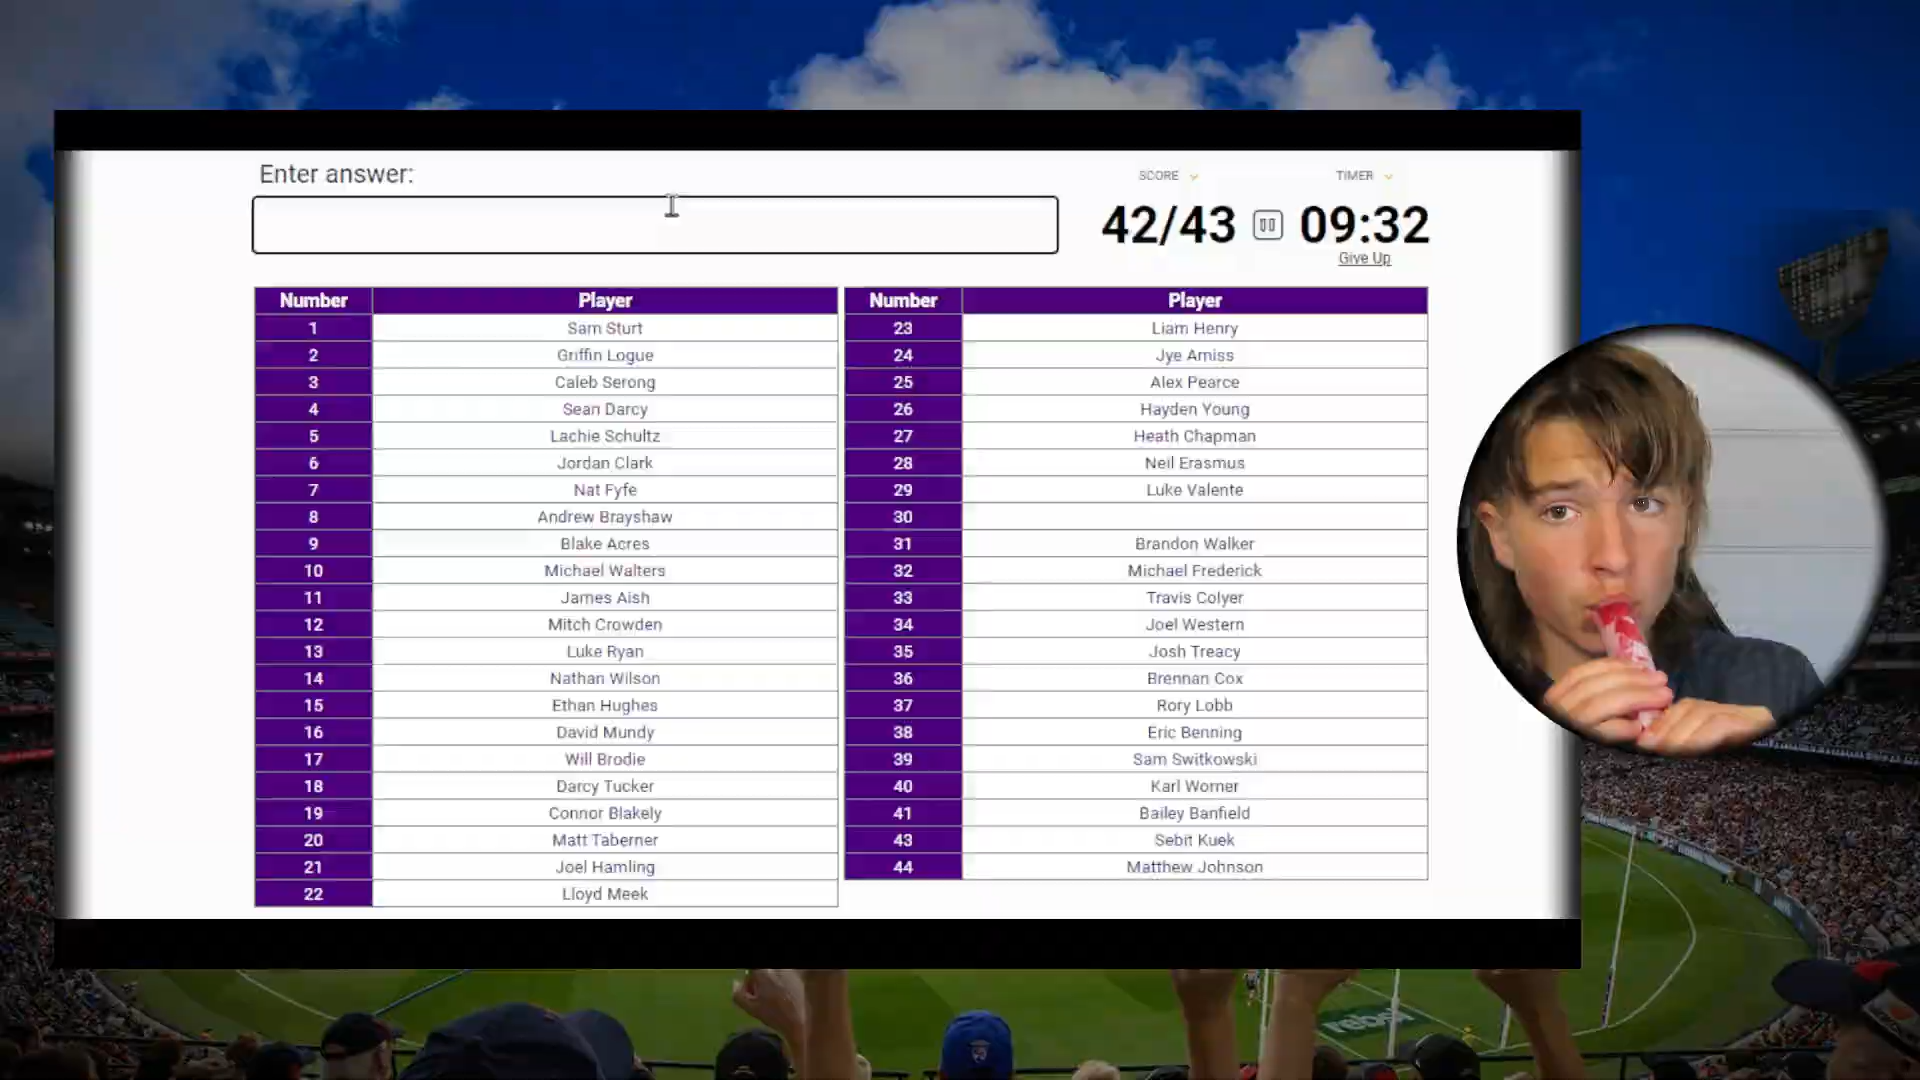 Enter answer:
SCORE
TIMER
42/43
09:32
Give Up
Number Player
1 Sam Sturt
2 Griffin Logue
3 Caleb Serong
4 Sean Darcy
5 Lachie Schultz
6 Jordan Clark
7 Nat Fyfe
8 Andrew Brayshaw
9 Blake Acres
10 Michael Walters
11 James Aish
12 Mitch Crowden
13 Luke Ryan
14 Nathan Wilson
15 Ethan Hughes
16 David Mundy
17 Will Brodie
18 Darcy Tucker
19 Connor Blakely
20 Matt Taberner
21 Joel Hamling
22 Lloyd Meek
Number Player
23 Liam Henry
24 Jye Amiss
25 Alex Pearce
26 Hayden Young
27 Heath Chapman
28 Neil Erasmus
29 Luke Valente
30
31 Brandon Walker
32 Michael Frederick
33 Travis Colyer
34 Joel Western
35 Josh Treacy
36 Brennan Cox
37 Rory Lobb
38 Eric Benning
39 Sam Switkowski
40 Karl Worner
41 Bailey Banfield
43 Sebit Kuek
44 Matthew Johnson
rebel